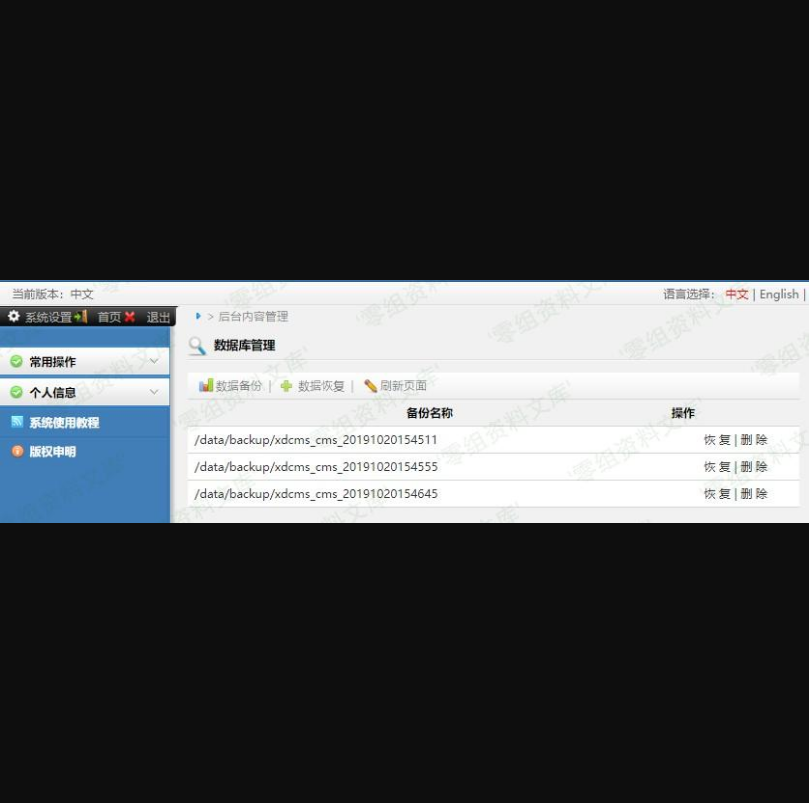 当前版本：中文 语言选择： 中文 | English |
系统设置 首页 退出 > 后台内容管理
数据库管理
常用操作
数据备份 | 数据恢复 | 刷新页面
个人信息
备份名称 操作
系统使用教程
/data/backup/xdcms_cms_20191020154511 恢 复 | 删 除
版权申明
/data/backup/xdcms_cms_20191020154555 恢 复 | 删 除
/data/backup/xdcms_cms_20191020154645 恢 复 | 删 除
零组资料文库